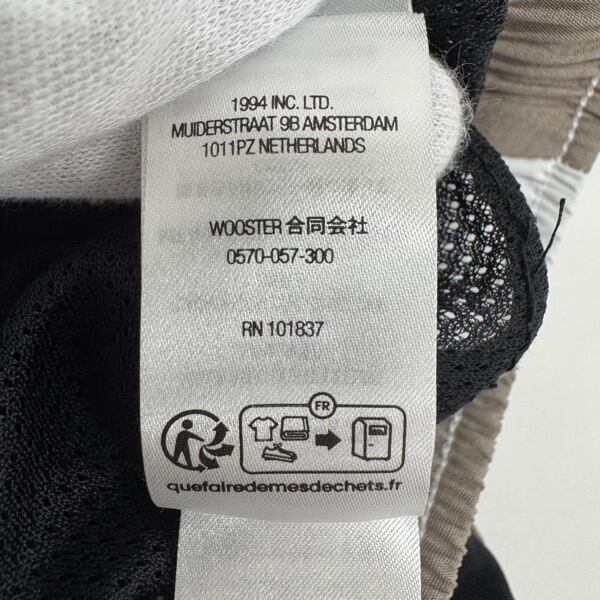 1994 INC. LTD.
MUIDERSTRAAT 9B AMSTERDAM
1011PZ NETHERLANDS
WOOSTER 合同会社
0570-057-300
RN 101837
FR
quefairedemesdechets.fr